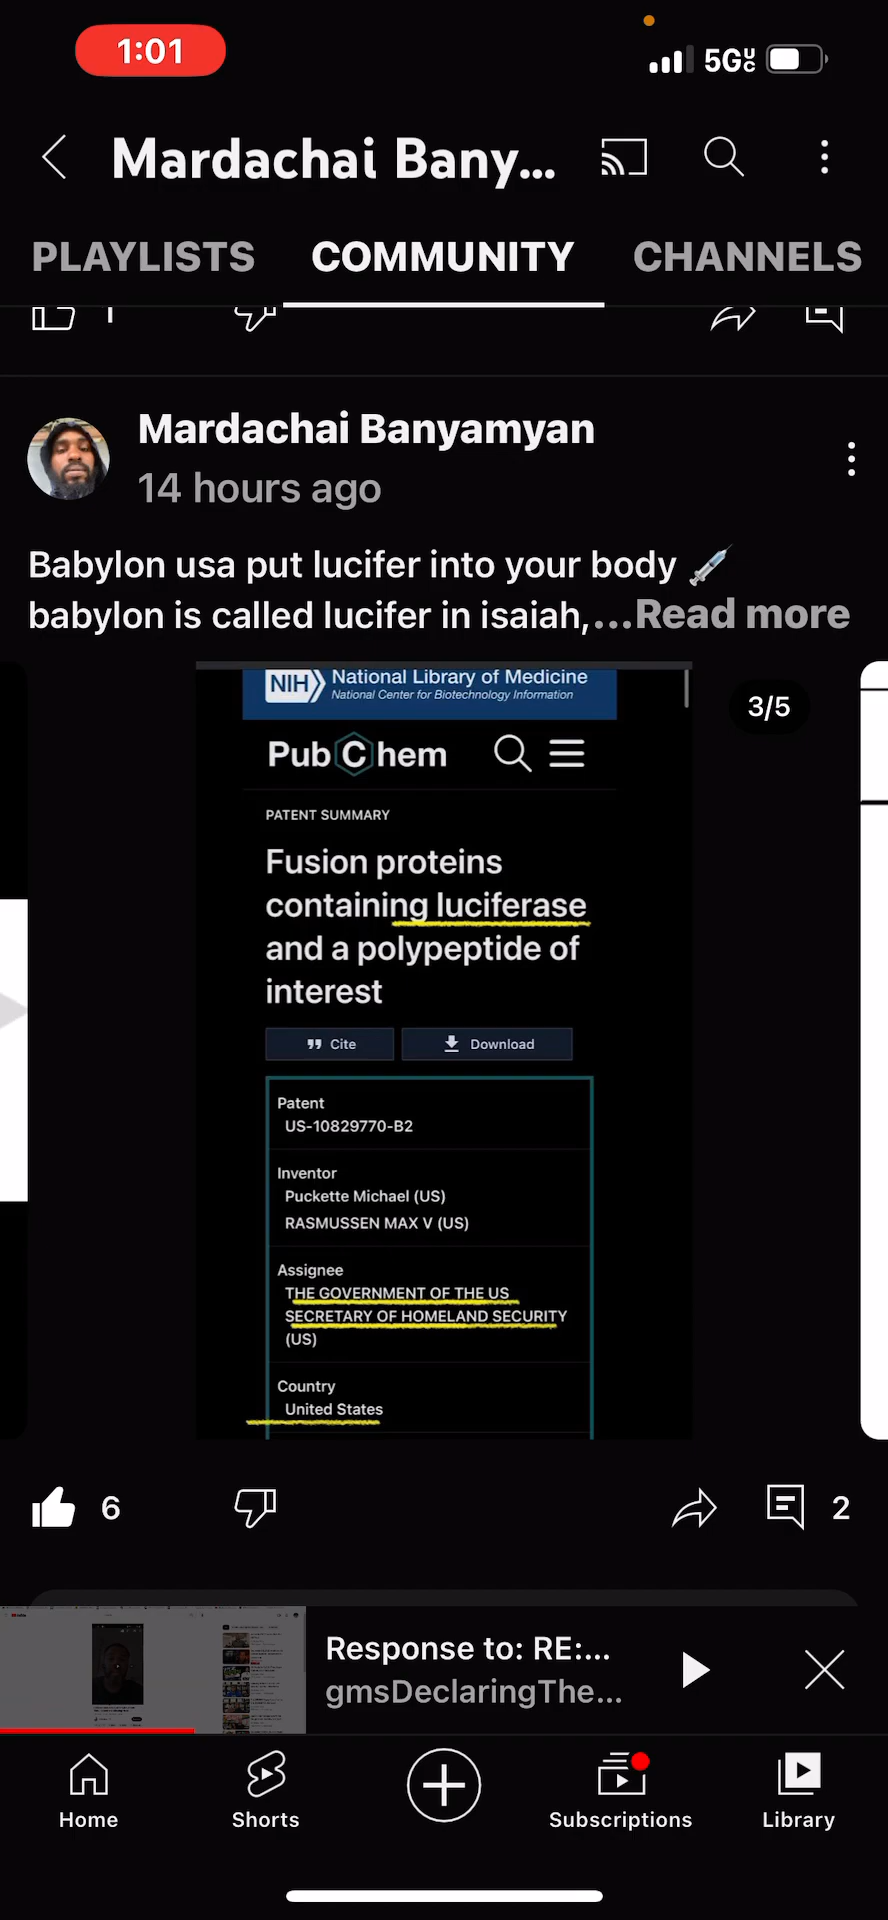 1:01
5G
Mardachai Bany...
PLAYLISTS COMMUNITY CHANNELS
Mardachai Banyamyan
14 hours ago
Babylon usa put lucifer into your body 💉
babylon is called lucifer in isaiah,...Read more
NIH National Library of Medicine
National Center for Biotechnology Information
3/5
PubChem
PATENT SUMMARY
Fusion proteins
containing luciferase
and a polypeptide of
interest
Cite Download
Patent
US-10829770-B2
Inventor
Puckette Michael (US)
RASMUSSEN MAX V (US)
Assignee
THE GOVERNMENT OF THE US
SECRETARY OF HOMELAND SECURITY
(US)
Country
United States
6 2
Response to: RE:...
gmsDeclaringThe...
Home Shorts Subscriptions Library